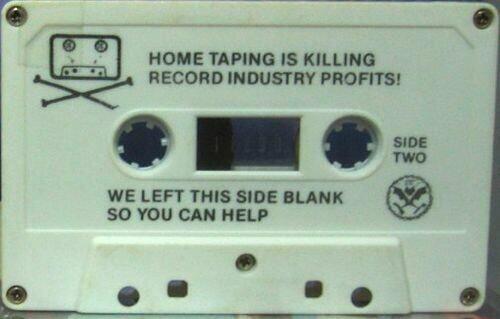 HOME TAPING IS KILLING
RECORD INDUSTRY PROFITS!
SIDE
TWO
WE LEFT THIS SIDE BLANK
SO YOU CAN HELP